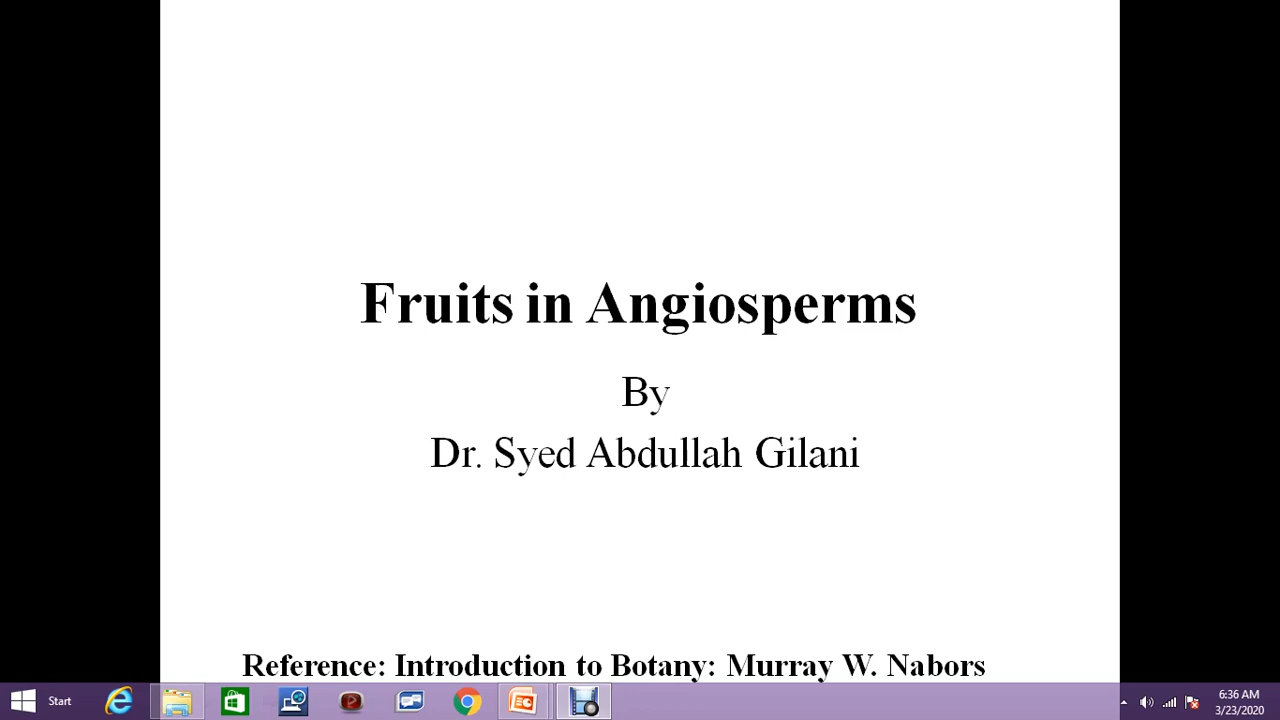 Fruits in Angiosperms
By
Dr. Syed Abdullah Gilani
Reference: Introduction to Botany: Murray W. Nabors
Start
6:36 AM
3/23/2020